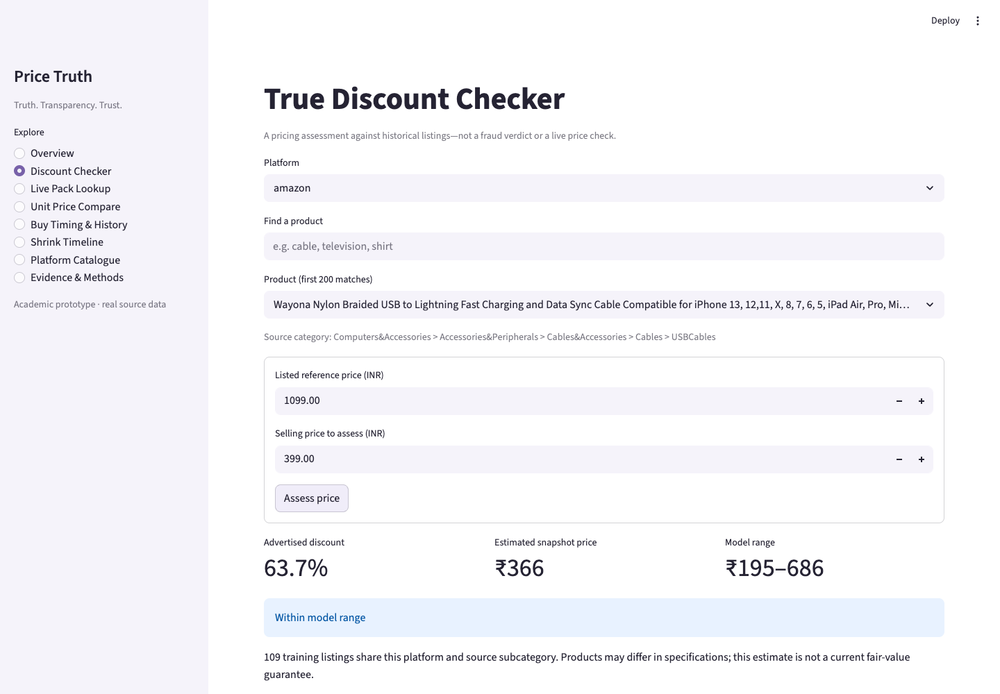 Deploy
Price Truth
Truth. Transparency. Trust.
Explore
Overview
Discount Checker
Live Pack Lookup
Unit Price Compare
Buy Timing & History
Shrink Timeline
Platform Catalogue
Evidence & Methods
Academic prototype · real source data
True Discount Checker
A pricing assessment against historical listings—not a fraud verdict or a live price check.
Platform
amazon
Find a product
e.g. cable, television, shirt
Product (first 200 matches)
Wayona Nylon Braided USB to Lightning Fast Charging and Data Sync Cable Compatible for iPhone 13, 12,11, X, 8, 7, 6, 5, iPad Air, Pro, Mi…
Source category: Computers&Accessories > Accessories&Peripherals > Cables&Accessories > Cables > USBCables
Listed reference price (INR)
1099.00
Selling price to assess (INR)
399.00
Assess price
Advertised discount
63.7%
Estimated snapshot price
₹366
Model range
₹195–686
Within model range
109 training listings share this platform and source subcategory. Products may differ in specifications; this estimate is not a current fair-value
guarantee.